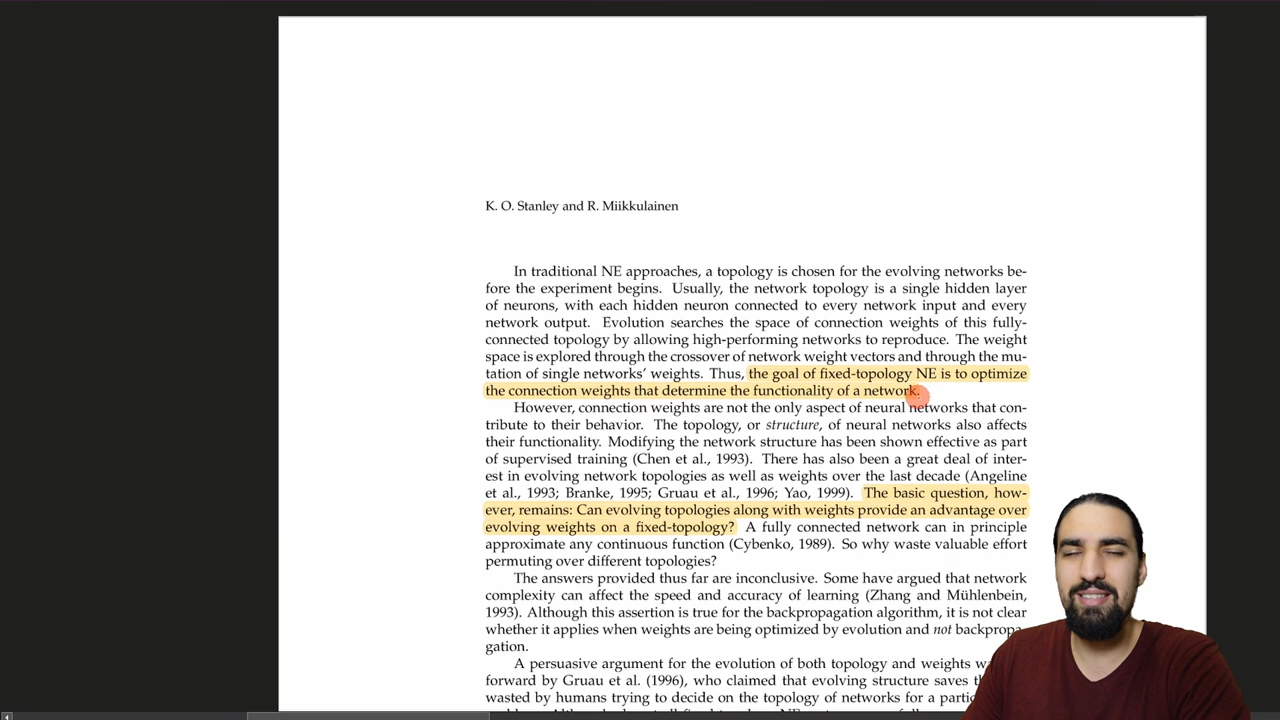 K. O. Stanley and R. Miikkulainen
In traditional NE approaches, a topology is chosen for the evolving networks be-
fore the experiment begins. Usually, the network topology is a single hidden layer
of neurons, with each hidden neuron connected to every network input and every
network output. Evolution searches the space of connection weights of this fully-
connected topology by allowing high-performing networks to reproduce. The weight
space is explored through the crossover of network weight vectors and through the mu-
tation of single networks' weights. Thus, the goal of fixed-topology NE is to optimize
the connection weights that determine the functionality of a network.
However, connection weights are not the only aspect of neural networks that con-
tribute to their behavior. The topology, or structure, of neural networks also affects
their functionality. Modifying the network structure has been shown effective as part
of supervised training (Chen et al., 1993). There has also been a great deal of inter-
est in evolving network topologies as well as weights over the last decade (Angeline
et al., 1993; Branke, 1995; Gruau et al., 1996; Yao, 1999). The basic question, how-
ever, remains: Can evolving topologies along with weights provide an advantage over
evolving weights on a fixed-topology? A fully connected network can in principle
approximate any continuous function (Cybenko, 1989). So why waste valuable effort
permuting over different topologies?
The answers provided thus far are inconclusive. Some have argued that network
complexity can affect the speed and accuracy of learning (Zhang and Mühlenbein,
1993). Although this assertion is true for the backpropagation algorithm, it is not clear
whether it applies when weights are being optimized by evolution and not backpropa-
gation.
A persuasive argument for the evolution of both topology and weights
forward by Gruau et al. (1996), who claimed that evolving structure saves
wasted by humans trying to decide on the topology of networks for a